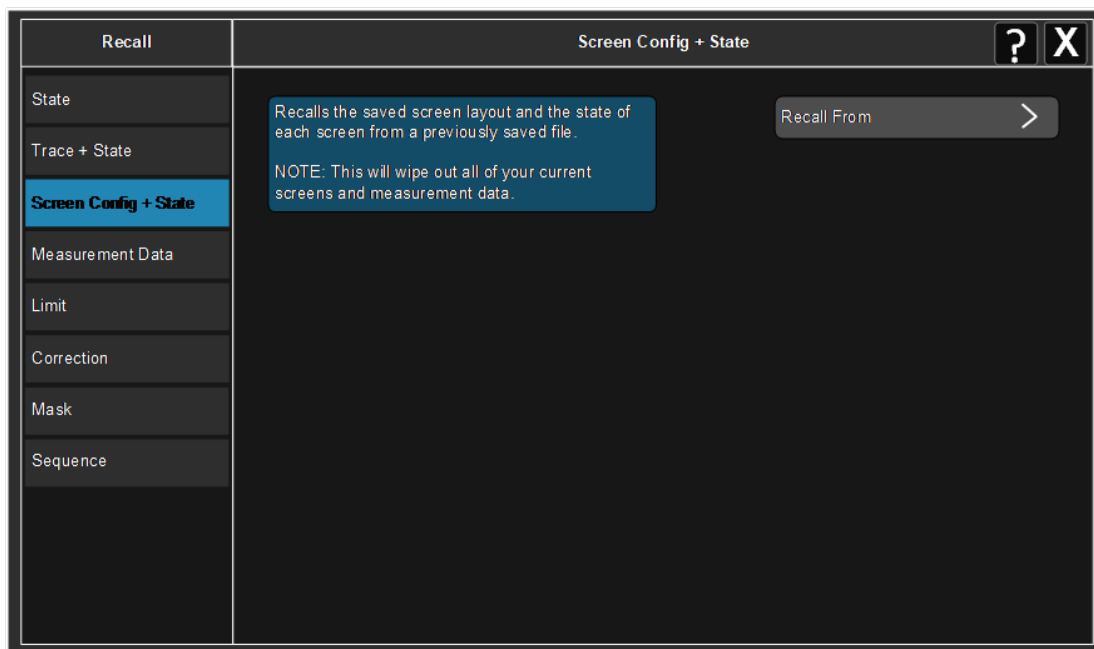 Recall
Screen Config + State
? X
State
Trace + State
Screen Config + State
Measurement Data
Limit
Correction
Mask
Sequence
Recalls the saved screen layout and the state of
each screen from a previously saved file.
NOTE: This will wipe out all of your current
screens and measurement data.
Recall From